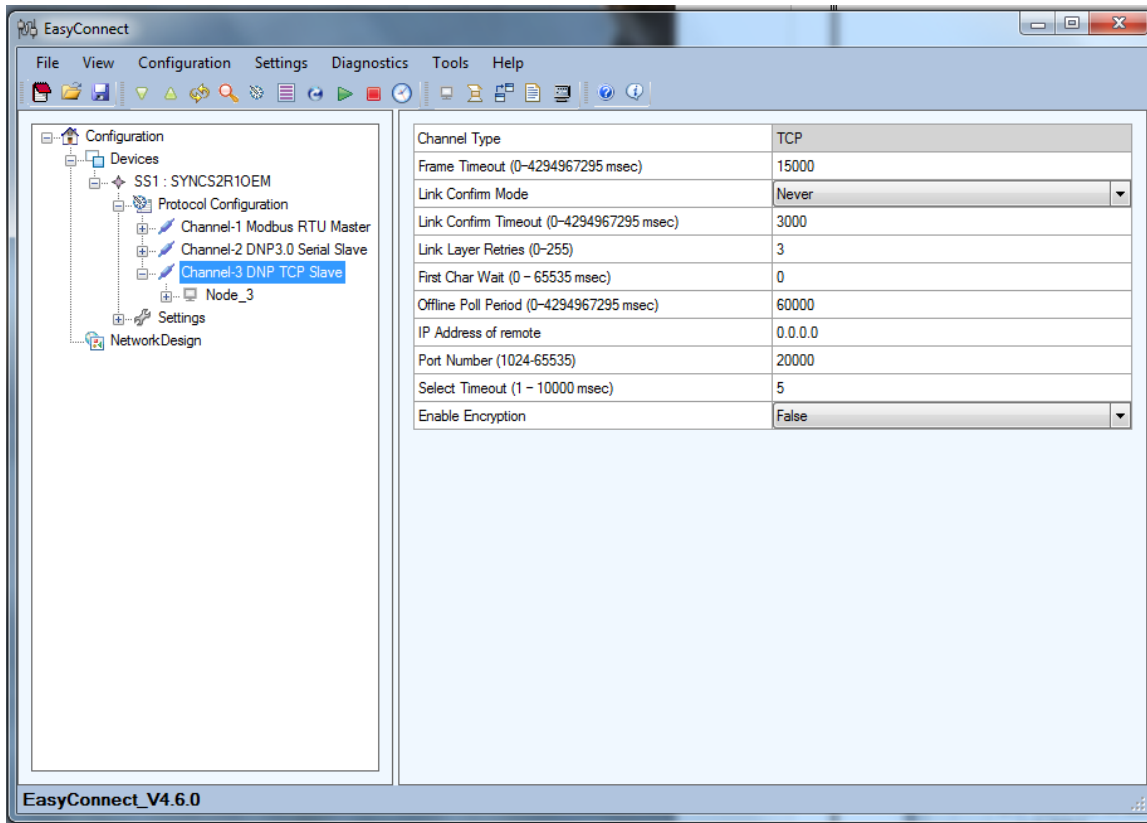 EasyConnect
File View Configuration Settings Diagnostics Tools Help
Configuration
Devices
SS1 : SYNCS2R1OEM
Protocol Configuration
Channel-1 Modbus RTU Master
Channel-2 DNP3.0 Serial Slave
Channel-3 DNP TCP Slave
Node_3
Settings
NetworkDesign
Channel Type TCP
Frame Timeout (0-4294967295 msec) 15000
Link Confirm Mode Never
Link Confirm Timeout (0-4294967295 msec) 3000
Link Layer Retries (0-255) 3
First Char Wait (0 - 65535 msec) 0
Offline Poll Period (0-4294967295 msec) 60000
IP Address of remote 0.0.0.0
Port Number (1024-65535) 20000
Select Timeout (1 - 10000 msec) 5
Enable Encryption False
EasyConnect_V4.6.0